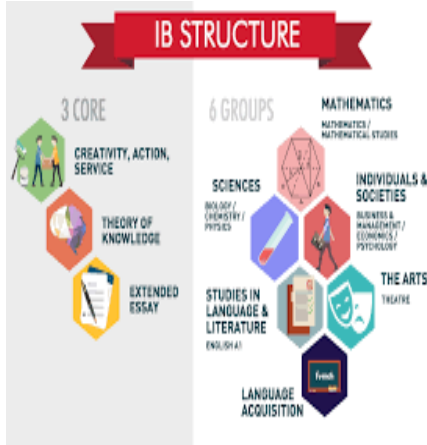 IB STRUCTURE
3 CORE
CREATIVITY, ACTION,
SERVICE
THEORY OF
KNOWLEDGE
EXTENDED
ESSAY
6 GROUPS
MATHEMATICS
MATHEMATICS /
MATHEMATICAL STUDIES
SCIENCES
BIOLOGY /
CHEMISTRY /
PHYSICS
INDIVIDUALS &
SOCIETIES
BUSINESS &
MANAGEMENT /
ECONOMICS /
PSYCHOLOGY
STUDIES IN
LANGUAGE &
LITERATURE
ENGLISH A1
THE ARTS
THEATRE
LANGUAGE
ACQUISITION
French